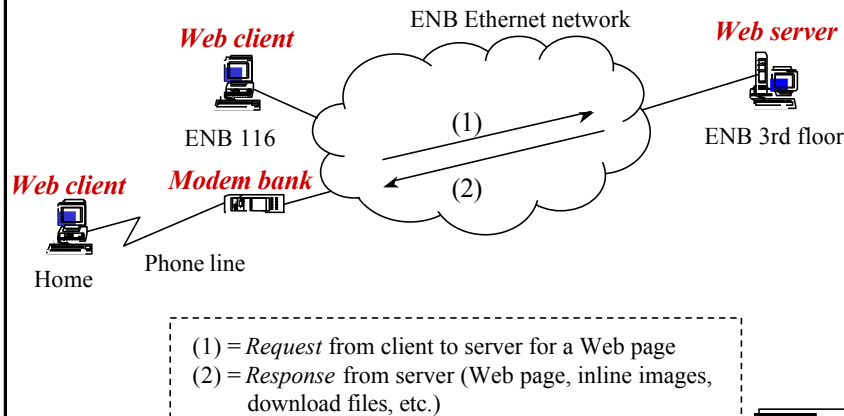 ENB Ethernet network
Web client
Web server
ENB 116
(1)
ENB 3rd floor
Web client
Modem bank
(2)
Home
Phone line
(1) = Request from client to server for a Web page
(2) = Response from server (Web page, inline images,
download files, etc.)